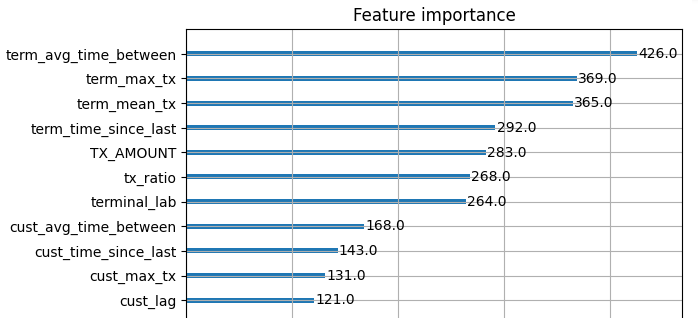 Feature importance
term_avg_time_between 426.0
term_max_tx 369.0
term_mean_tx 365.0
term_time_since_last 292.0
TX_AMOUNT 283.0
tx_ratio 268.0
terminal_lab 264.0
cust_avg_time_between 168.0
cust_time_since_last 143.0
cust_max_tx 131.0
cust_lag 121.0